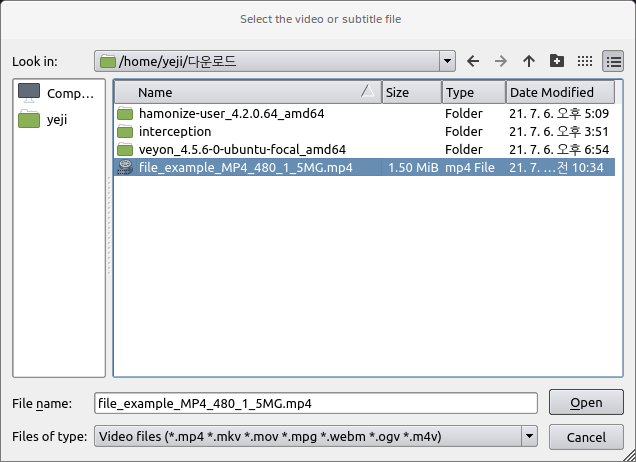 Select the video or subtitle file
Look in: /home/yeji/다운로드
Comp...
yeji
Name Size Type Date Modified
hamonize-user_4.2.0.64_amd64 Folder 21. 7. 6. 오후 5:09
interception Folder 21. 7. 6. 오후 3:51
veyon_4.5.6-0-ubuntu-focal_amd64 Folder 21. 7. 6. 오후 6:54
file_example_MP4_480_1_5MG.mp4 1.50 MiB mp4 File 21. 7. ...전 10:34
File name: file_example_MP4_480_1_5MG.mp4 Open
Files of type: Video files (*.mp4 *.mkv *.mov *.mpg *.webm *.ogv *.m4v) Cancel